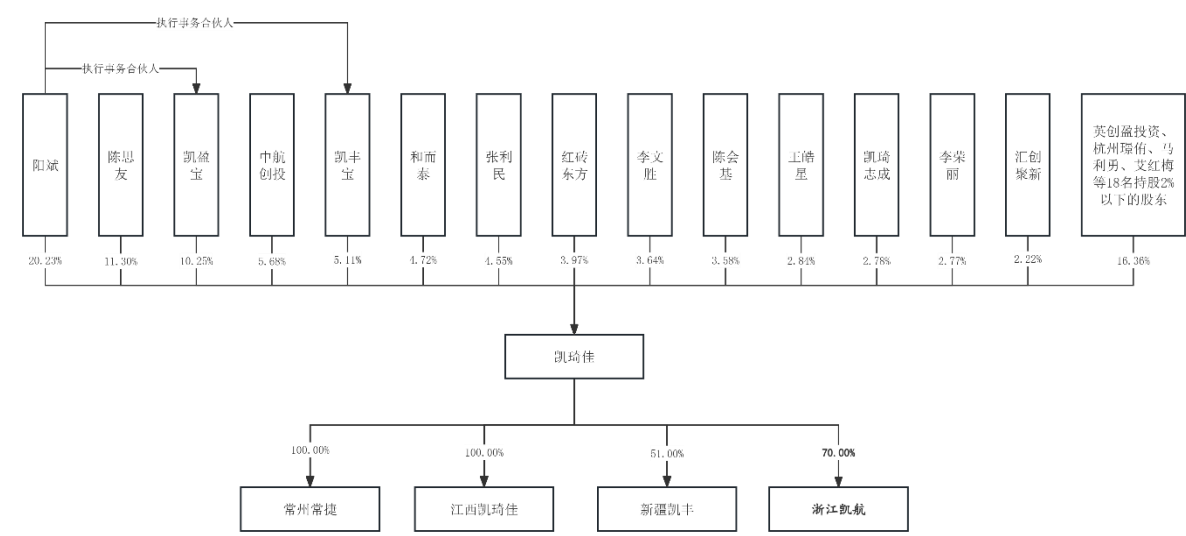 执行事务合伙人
执行事务合伙人
阳斌
陈思
友
凯盈
宝
中航
创投
凯丰
宝
和而
泰
张利
民
红砖
东方
李文
胜
陈会
基
王皓
星
凯琦
志成
李荣
丽
汇创
聚新
英创盈投资、
杭州璟侑、马
利勇、艾红梅
等18名持股2%
以下的股东
20.23%
11.30%
10.25%
5.68%
5.11%
4.72%
4.55%
3.97%
3.64%
3.58%
2.84%
2.78%
2.77%
2.22%
16.36%
凯琦佳
100.00%
100.00%
51.00%
70.00%
常州常捷
江西凯琦佳
新疆凯丰
浙江凯航